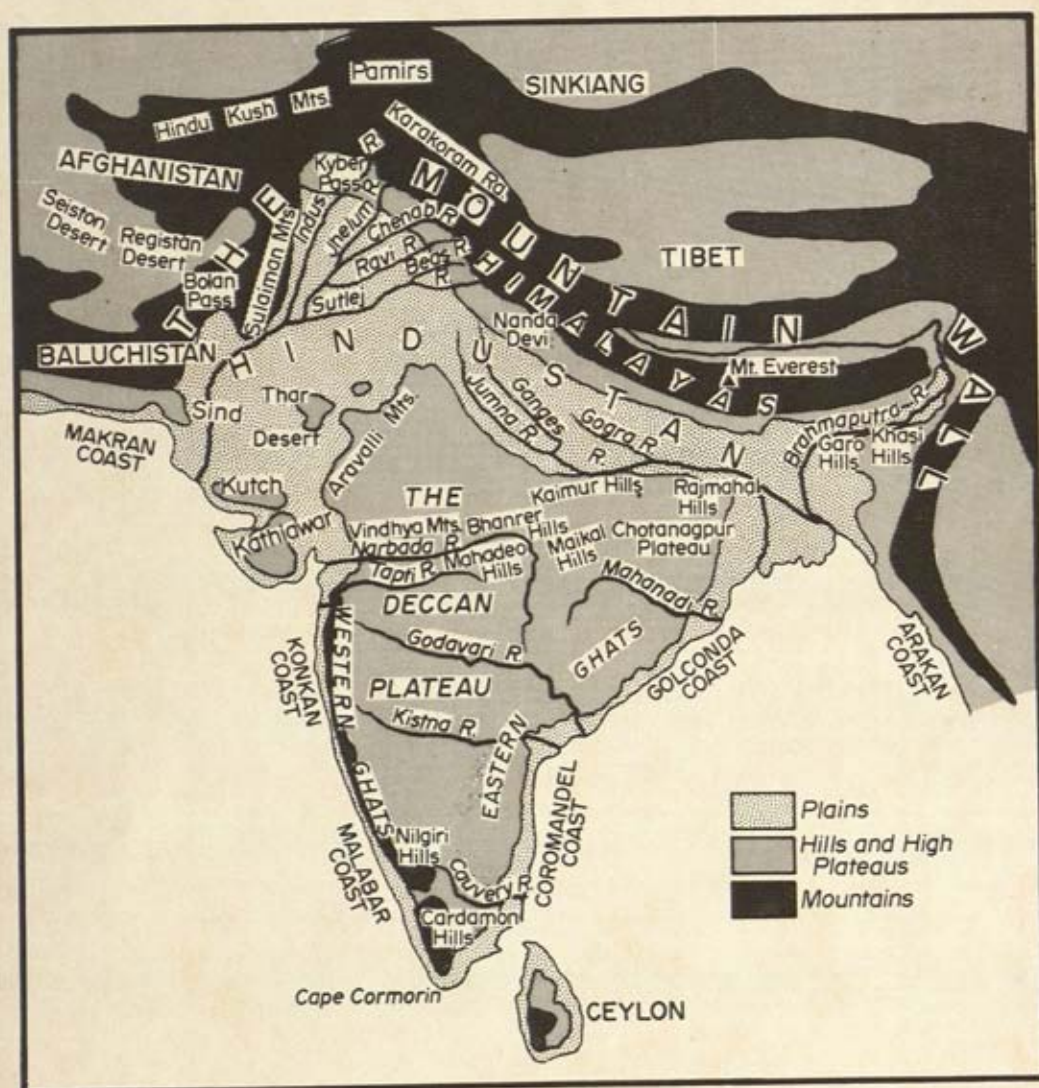 Pamirs
SINKIANG
Hindu Kush Mts.
Karakoram Ra.
AFGHANISTAN
Kyber
Pass
R.
THE
MOUNTAIN
WALL
Seiston
Desert
Registan
Desert
Bolan
Pass
Sulaiman Mts.
Indus
Jhelum
Chenab R.
Ravi R.
Beas R.
Sutlej
R.
HIMALAYAS
TIBET
BALUCHISTAN
HINDUSTAN
Nanda
Devi
Mt. Everest
MAKRAN
COAST
Sind
Thar
Desert
Aravalli Mts.
Jumna R.
Ganges
R.
Gogra R.
Brahmaputra R.
Garo
Hills
Khasi
Hills
Kutch
Kathiawar
THE
DECCAN
PLATEAU
Kaimur Hills
Rajmahal
Hills
Vindhya Mts.
Bhanrer
Hills
Narbada R.
Mahadeo
Hills
Maikal
Hills
Chotanagpur
Plateau
Tapti R.
Mahanadi R.
WESTERN GHATS
Godavari R.
EASTERN GHATS
GOLCONDA
COAST
ARAKAN
COAST
KONKAN
COAST
Kistna R.
COROMANDEL
COAST
MALABAR
COAST
Nilgiri
Hills
Cauvery R.
Cardamon
Hills
Cape Cormorin
CEYLON
Plains
Hills and High
Plateaus
Mountains